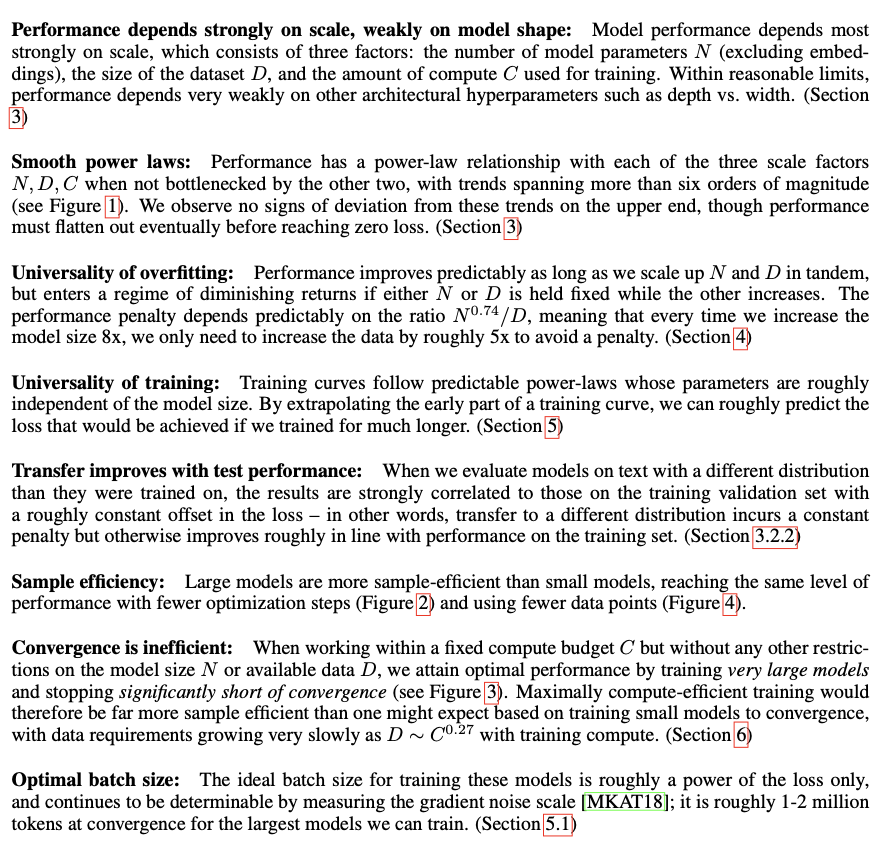 Performance depends strongly on scale, weakly on model shape: Model performance depends most
strongly on scale, which consists of three factors: the number of model parameters N (excluding embed-
dings), the size of the dataset D, and the amount of compute C used for training. Within reasonable limits,
performance depends very weakly on other architectural hyperparameters such as depth vs. width. (Section
3)
Smooth power laws: Performance has a power-law relationship with each of the three scale factors
N, D, C when not bottlenecked by the other two, with trends spanning more than six orders of magnitude
(see Figure 1). We observe no signs of deviation from these trends on the upper end, though performance
must flatten out eventually before reaching zero loss. (Section 3)
Universality of overfitting: Performance improves predictably as long as we scale up N and D in tandem,
but enters a regime of diminishing returns if either N or D is held fixed while the other increases. The
performance penalty depends predictably on the ratio N^0.74/D, meaning that every time we increase the
model size 8x, we only need to increase the data by roughly 5x to avoid a penalty. (Section 4)
Universality of training: Training curves follow predictable power-laws whose parameters are roughly
independent of the model size. By extrapolating the early part of a training curve, we can roughly predict the
loss that would be achieved if we trained for much longer. (Section 5)
Transfer improves with test performance: When we evaluate models on text with a different distribution
than they were trained on, the results are strongly correlated to those on the training validation set with
a roughly constant offset in the loss – in other words, transfer to a different distribution incurs a constant
penalty but otherwise improves roughly in line with performance on the training set. (Section 3.2.2)
Sample efficiency: Large models are more sample-efficient than small models, reaching the same level of
performance with fewer optimization steps (Figure 2) and using fewer data points (Figure 4).
Convergence is inefficient: When working within a fixed compute budget C but without any other restric-
tions on the model size N or available data D, we attain optimal performance by training very large models
and stopping significantly short of convergence (see Figure 3). Maximally compute-efficient training would
therefore be far more sample efficient than one might expect based on training small models to convergence,
with data requirements growing very slowly as D ∼ C^0.27 with training compute. (Section 6)
Optimal batch size: The ideal batch size for training these models is roughly a power of the loss only,
and continues to be determinable by measuring the gradient noise scale [MKAT18]; it is roughly 1-2 million
tokens at convergence for the largest models we can train. (Section 5.1)